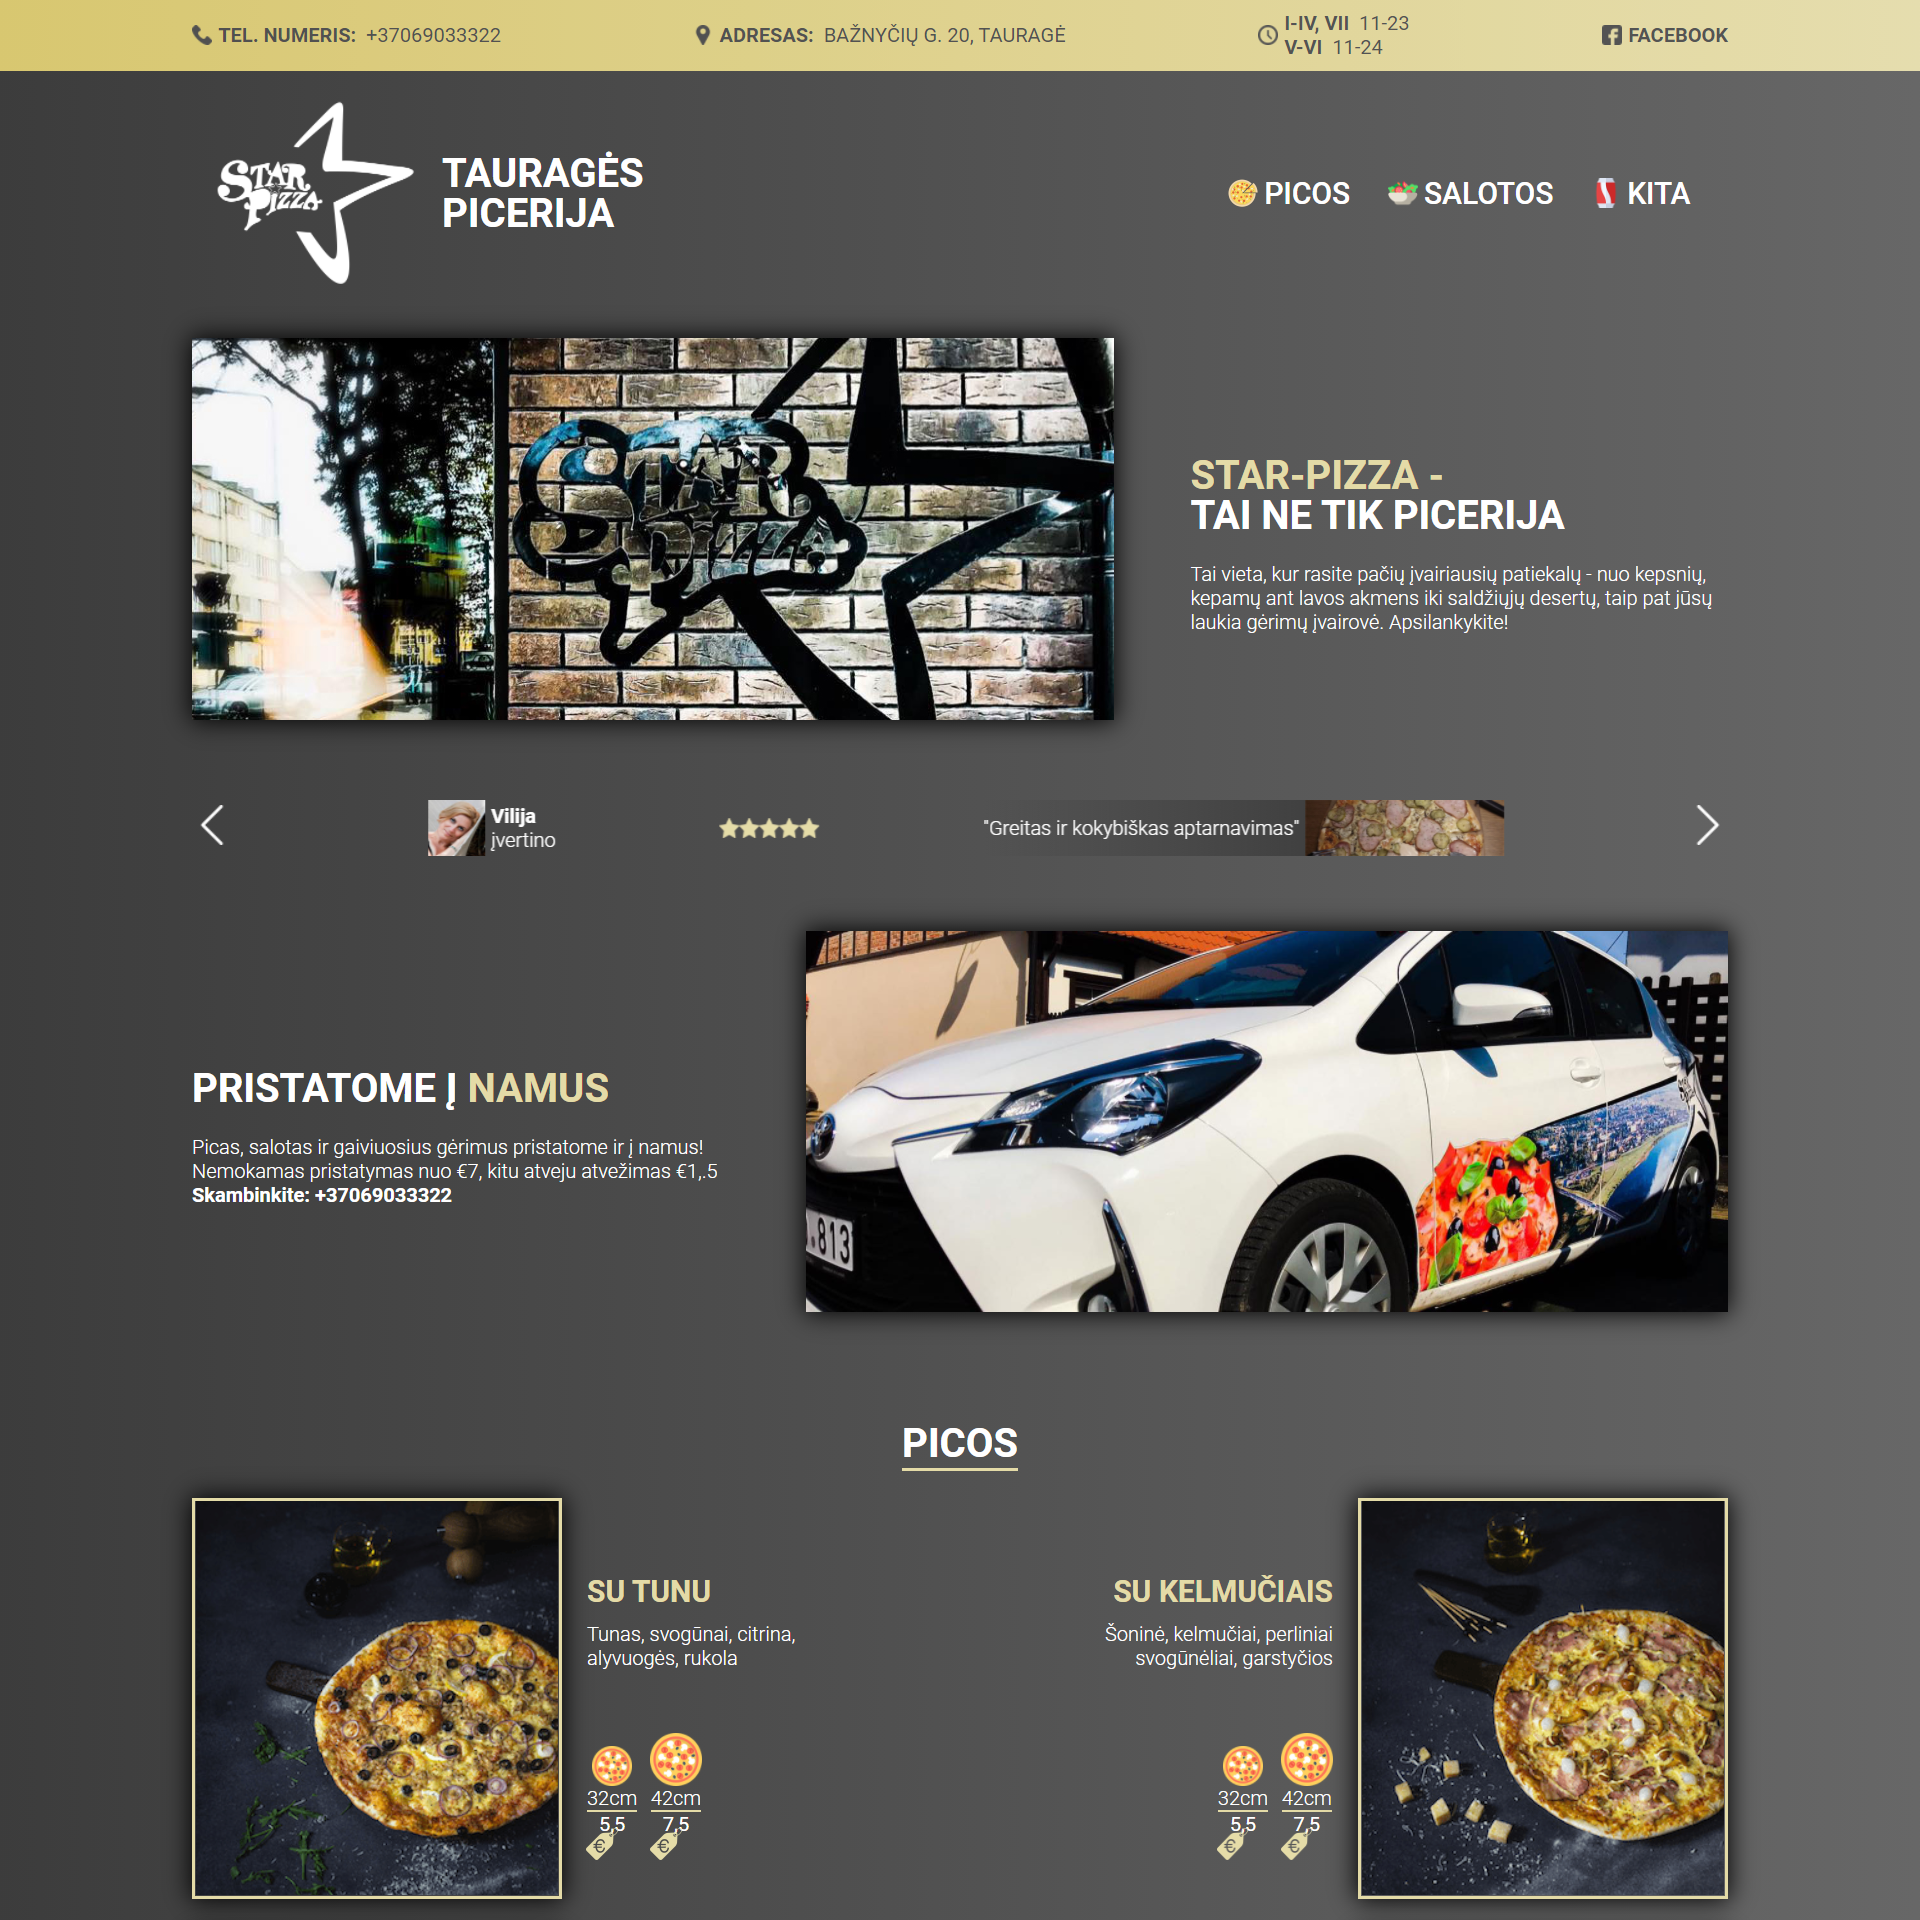 TEL. NUMERIS: +37069033322
ADRESAS: BAŽNYČIŲ G. 20, TAURAGĖ
I-IV, VII 11-23
V-VI 11-24
FACEBOOK
STAR
PIZZA
TAURAGĖS
PICERIJA
PICOS
SALOTOS
KITA
STAR
PIZZA
STAR-PIZZA -
TAI NE TIK PICERIJA
Tai vieta, kur rasite pačių įvairiausių patiekalų - nuo kepsnių,
kepamų ant lavos akmens iki saldžiųjų desertų, taip pat jūsų
laukia gėrimų įvairovė. Apsilankykite!
Vilija
įvertino
"Greitas ir kokybiškas aptarnavimas"
PRISTATOME Į NAMUS
Picas, salotas ir gaiviuosius gėrimus pristatome ir į namus!
Nemokamas pristatymas nuo €7, kitu atveju atvežimas €1,.5
Skambinkite: +37069033322
813
PICOS
SU TUNU
Tunas, svogūnai, citrina,
alyvuogės, rukola
32cm 42cm
5,5 7,5
€ €
SU KELMUČIAIS
Šoninė, kelmučiai, perliniai
svogūnėliai, garstyčios
32cm 42cm
5,5 7,5
€ €